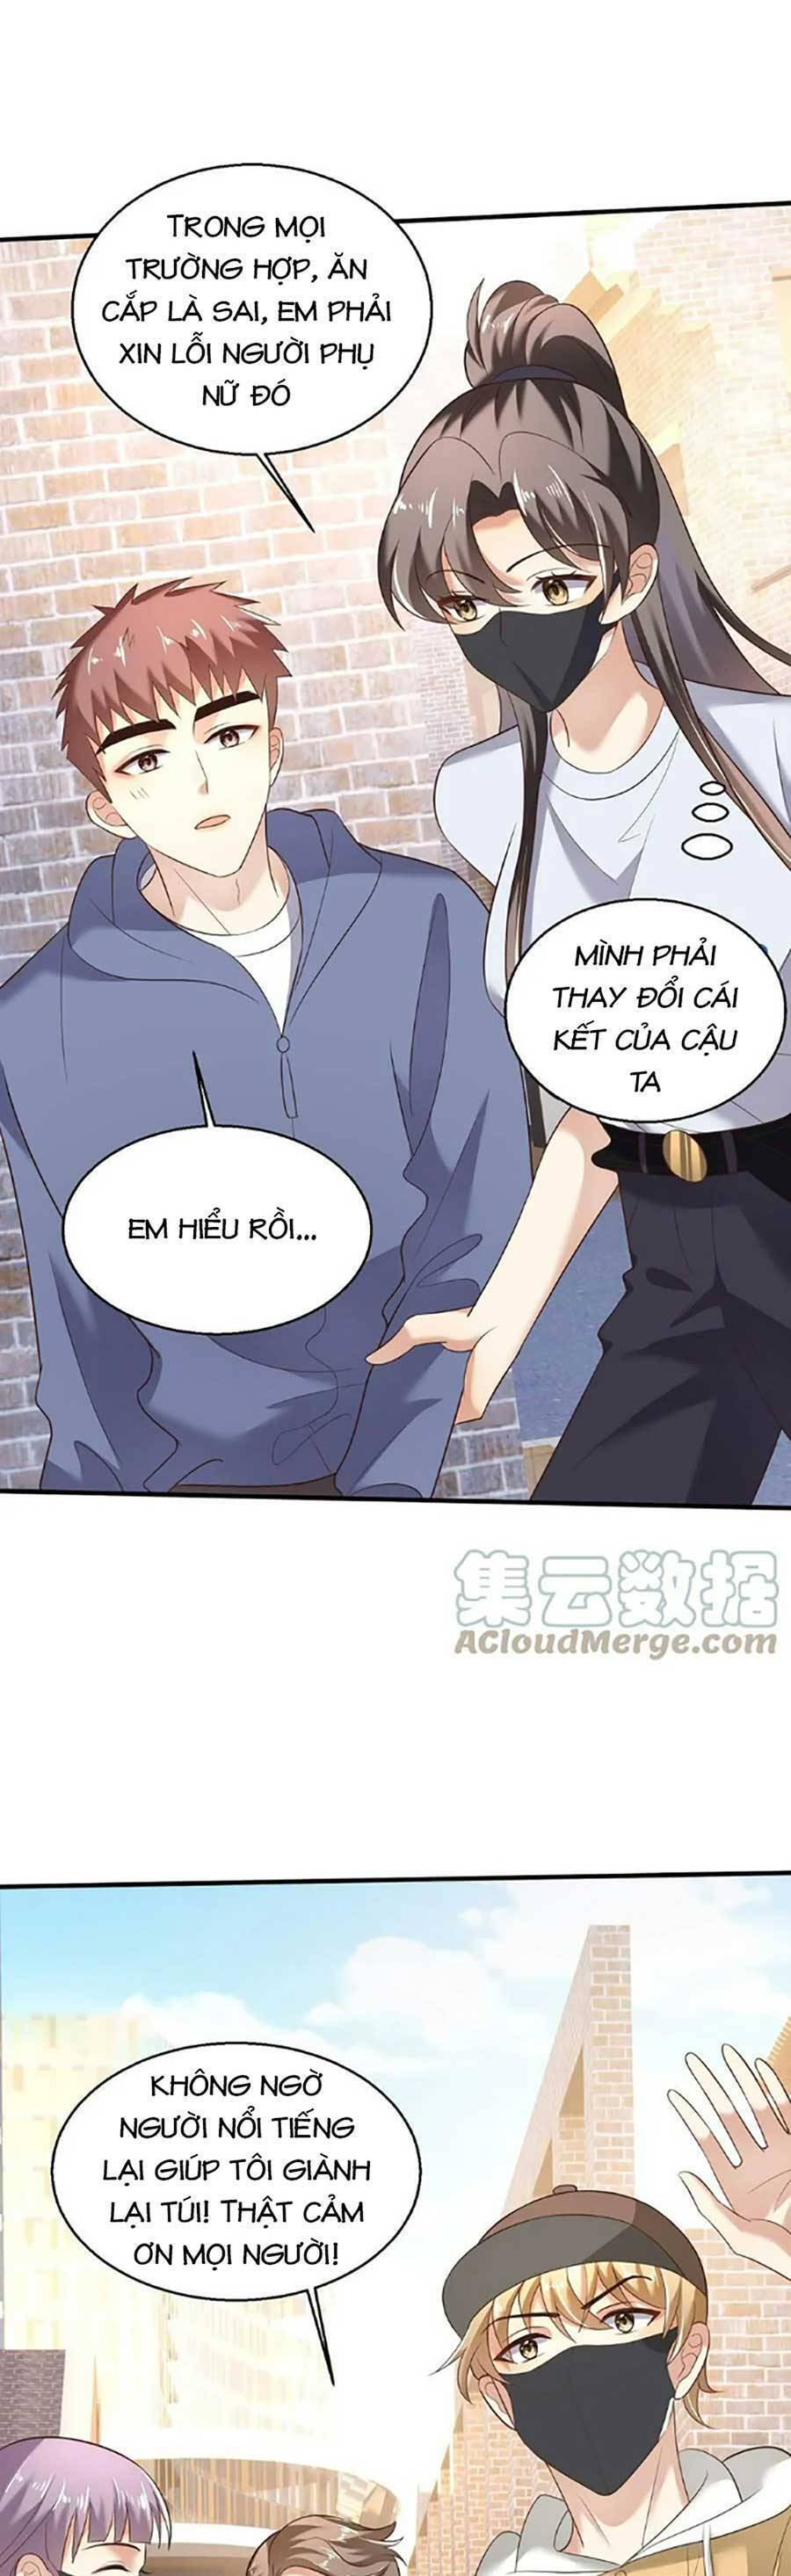 TRONG MỌI
TRƯỜNG HỢP, ĂN
CẮP LÀ SAI, EM PHẢI
XIN LỖI NGƯỜI PHỤ
NỮ ĐÓ
MÌNH PHẢI
THAY ĐỔI CÁI
KẾT CỦA CẬU
TA
EM HIỂU RỒI...
集云数据
ACloudMerge.com
KHÔNG NGỜ
NGƯỜI NỔI TIẾNG
LẠI GIÚP TÔI GIÀNH
LẠI TÚI! THẬT CẢM
ƠN MỌI NGƯỜI!